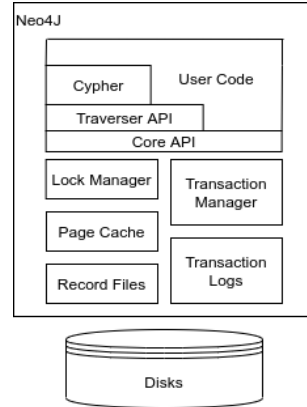 Neo4J
Cypher
User Code
Traverser API
Core API
Lock Manager
Transaction
Manager
Page Cache
Record Files
Transaction
Logs
Disks